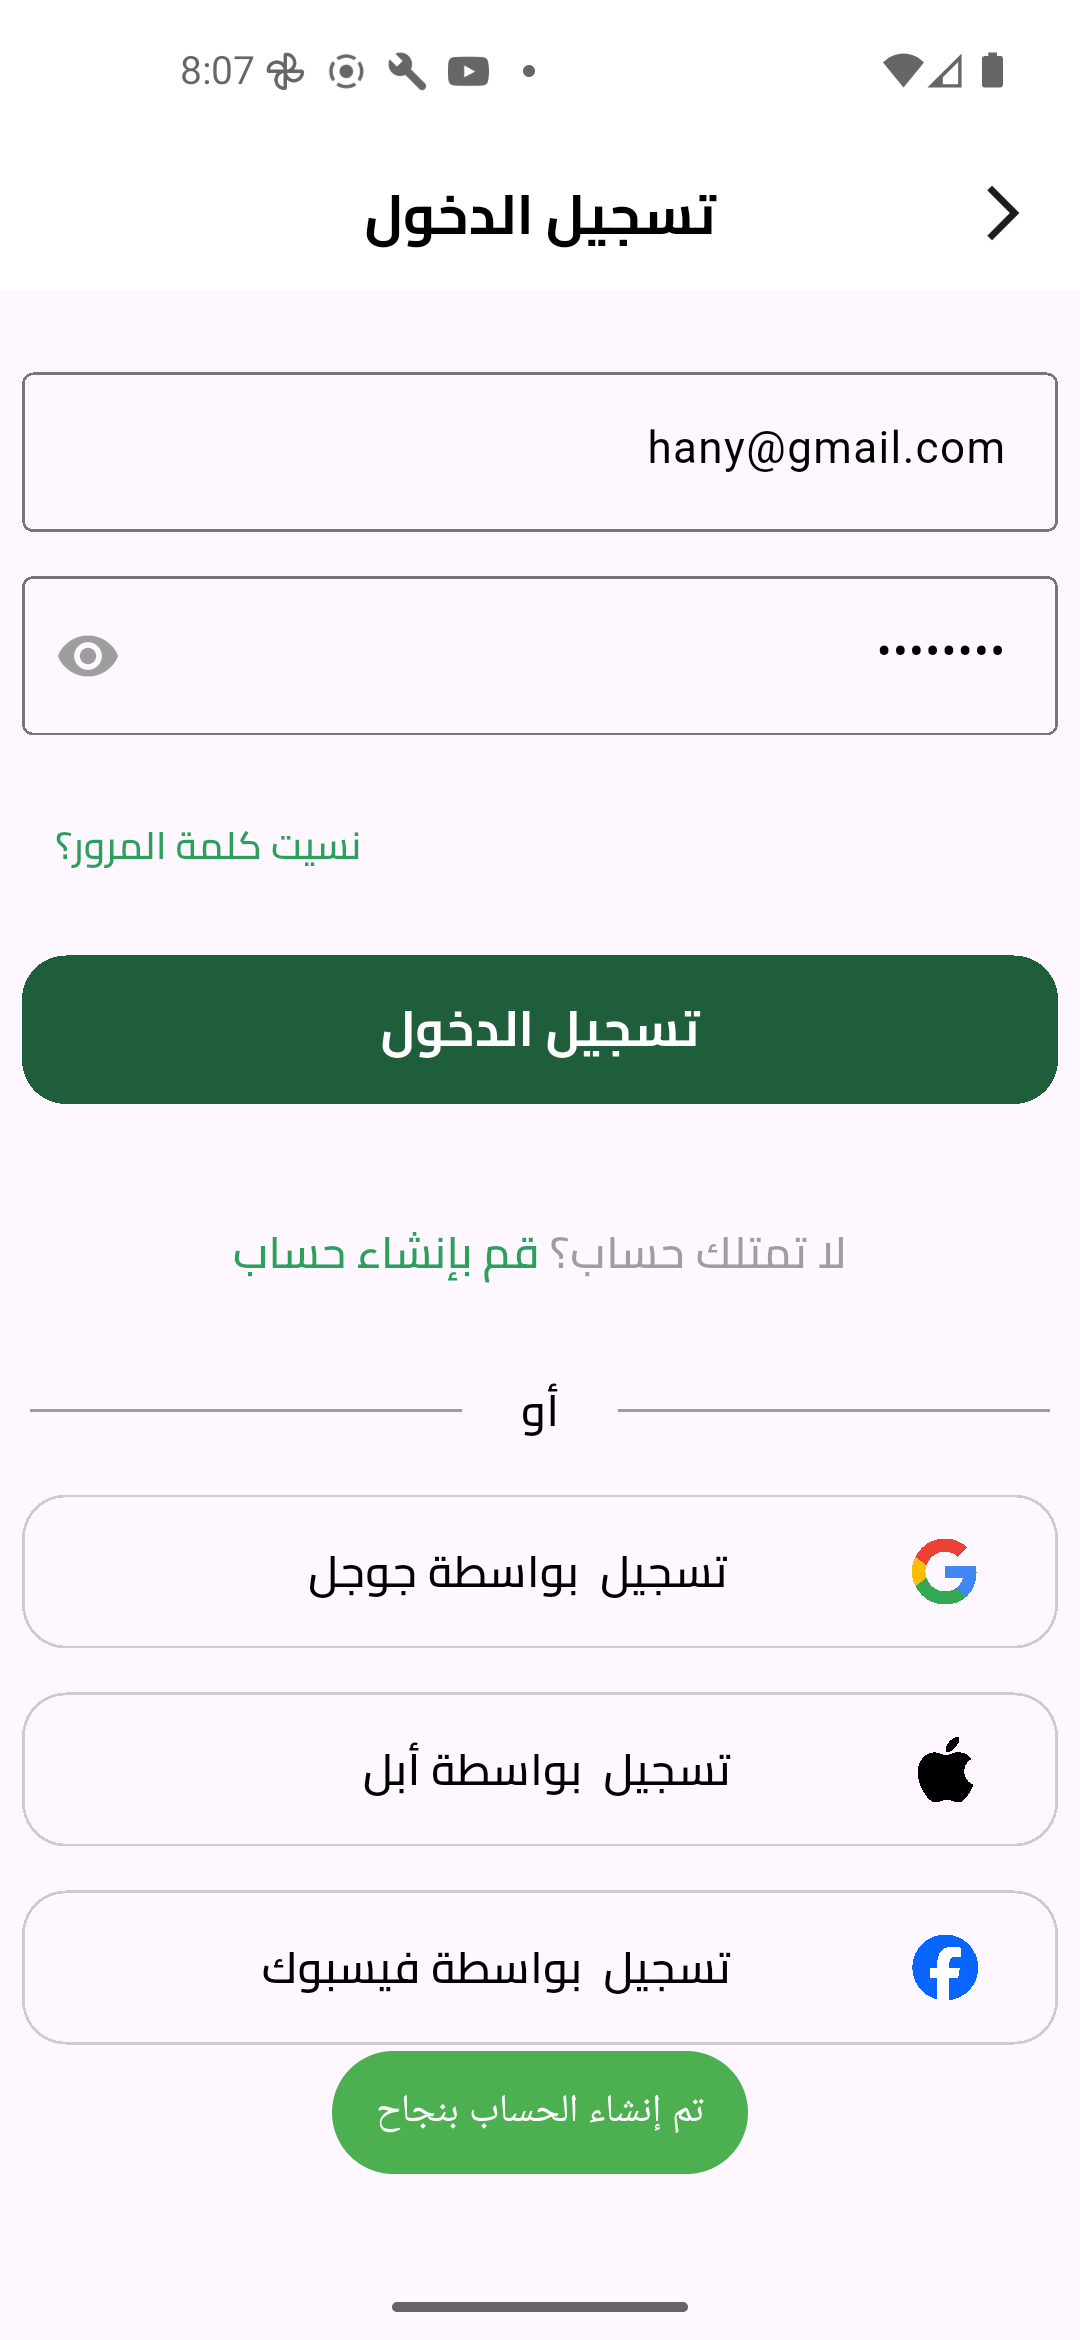 8:07
تسجيل الدخول
hany@gmail.com
••••••••
نسيت كلمة المرور؟
تسجيل الدخول
لا تمتلك حساب؟ قم بإنشاء حساب
أو
تسجيل  بواسطة جوجل
تسجيل  بواسطة أبل
تسجيل  بواسطة فيسبوك
تم إنشاء الحساب بنجاح